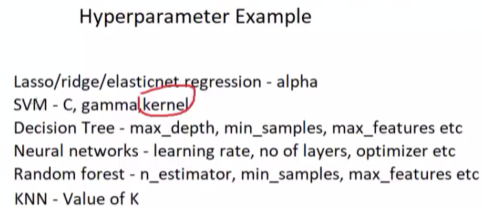 Hyperparameter Example
Lasso/ridge/elasticnet regression - alpha
SVM - C, gamma kernel
Decision Tree - max_depth, min_samples, max_features etc
Neural networks - learning rate, no of layers, optimizer etc
Random forest - n_estimator, min_samples, max_features etc
KNN - Value of K